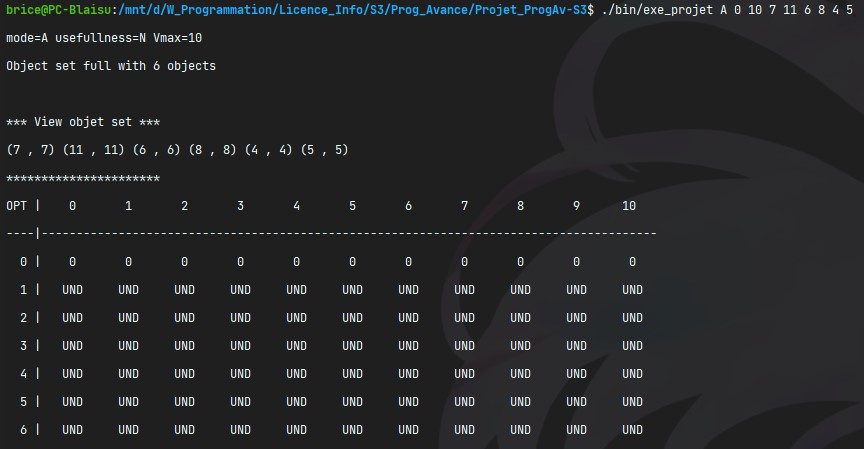 brice@PC-Blaisu:/mnt/d/W_Programmation/Licence_Info/S3/Prog_Avance/Projet_ProgAv-S3$ ./bin/exe_projet A 0 10 7 11 6 8 4 5
mode=A usefullness=N Vmax=10
Object set full with 6 objects
*** View objet set ***
(7 , 7) (11 , 11) (6 , 6) (8 , 8) (4 , 4) (5 , 5)
**********************
OPT | 0 1 2 3 4 5 6 7 8 9 10
----|----------------------------------------------------------------------------------------
0 | 0 0 0 0 0 0 0 0 0 0 0
1 | UND UND UND UND UND UND UND UND UND UND UND
2 | UND UND UND UND UND UND UND UND UND UND UND
3 | UND UND UND UND UND UND UND UND UND UND UND
4 | UND UND UND UND UND UND UND UND UND UND UND
5 | UND UND UND UND UND UND UND UND UND UND UND
6 | UND UND UND UND UND UND UND UND UND UND UND